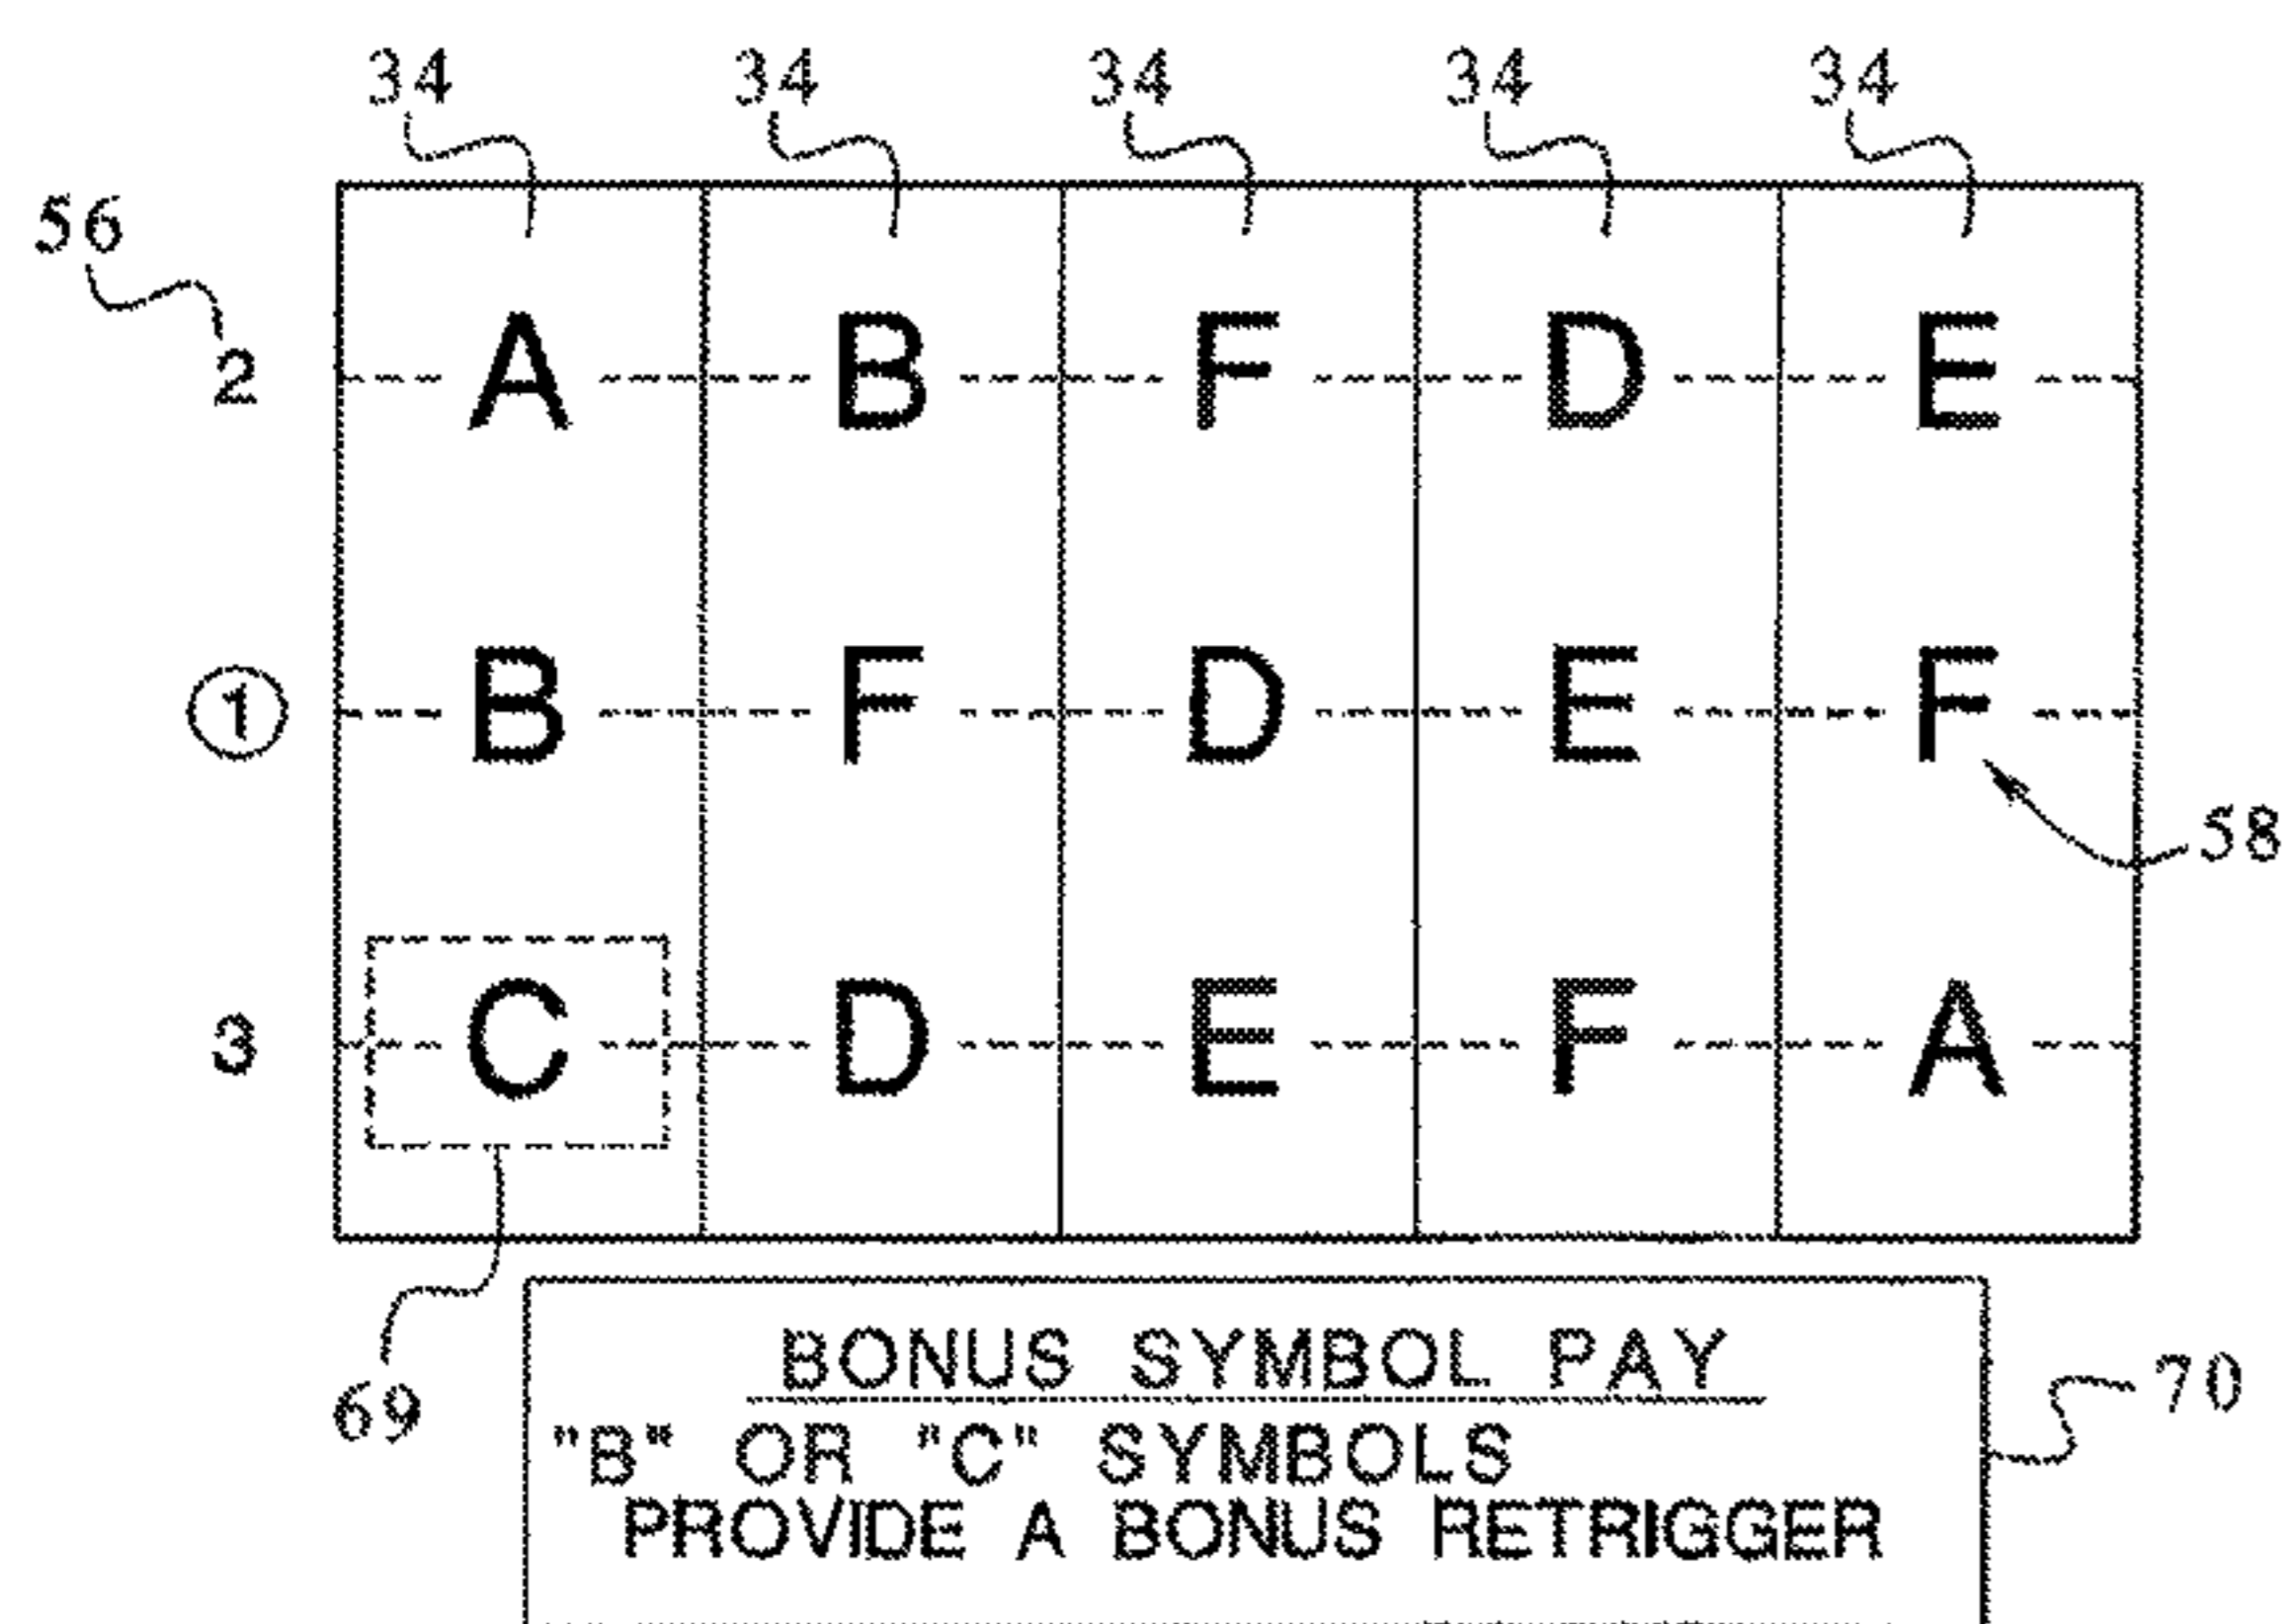 34 34 34 34 34
56
2 A B F D E
1 B F D E F
58
3 C D E F A
69
BONUS SYMBOL PAY
70
"B" OR "C" SYMBOLS
PROVIDE A BONUS RETRIGGER